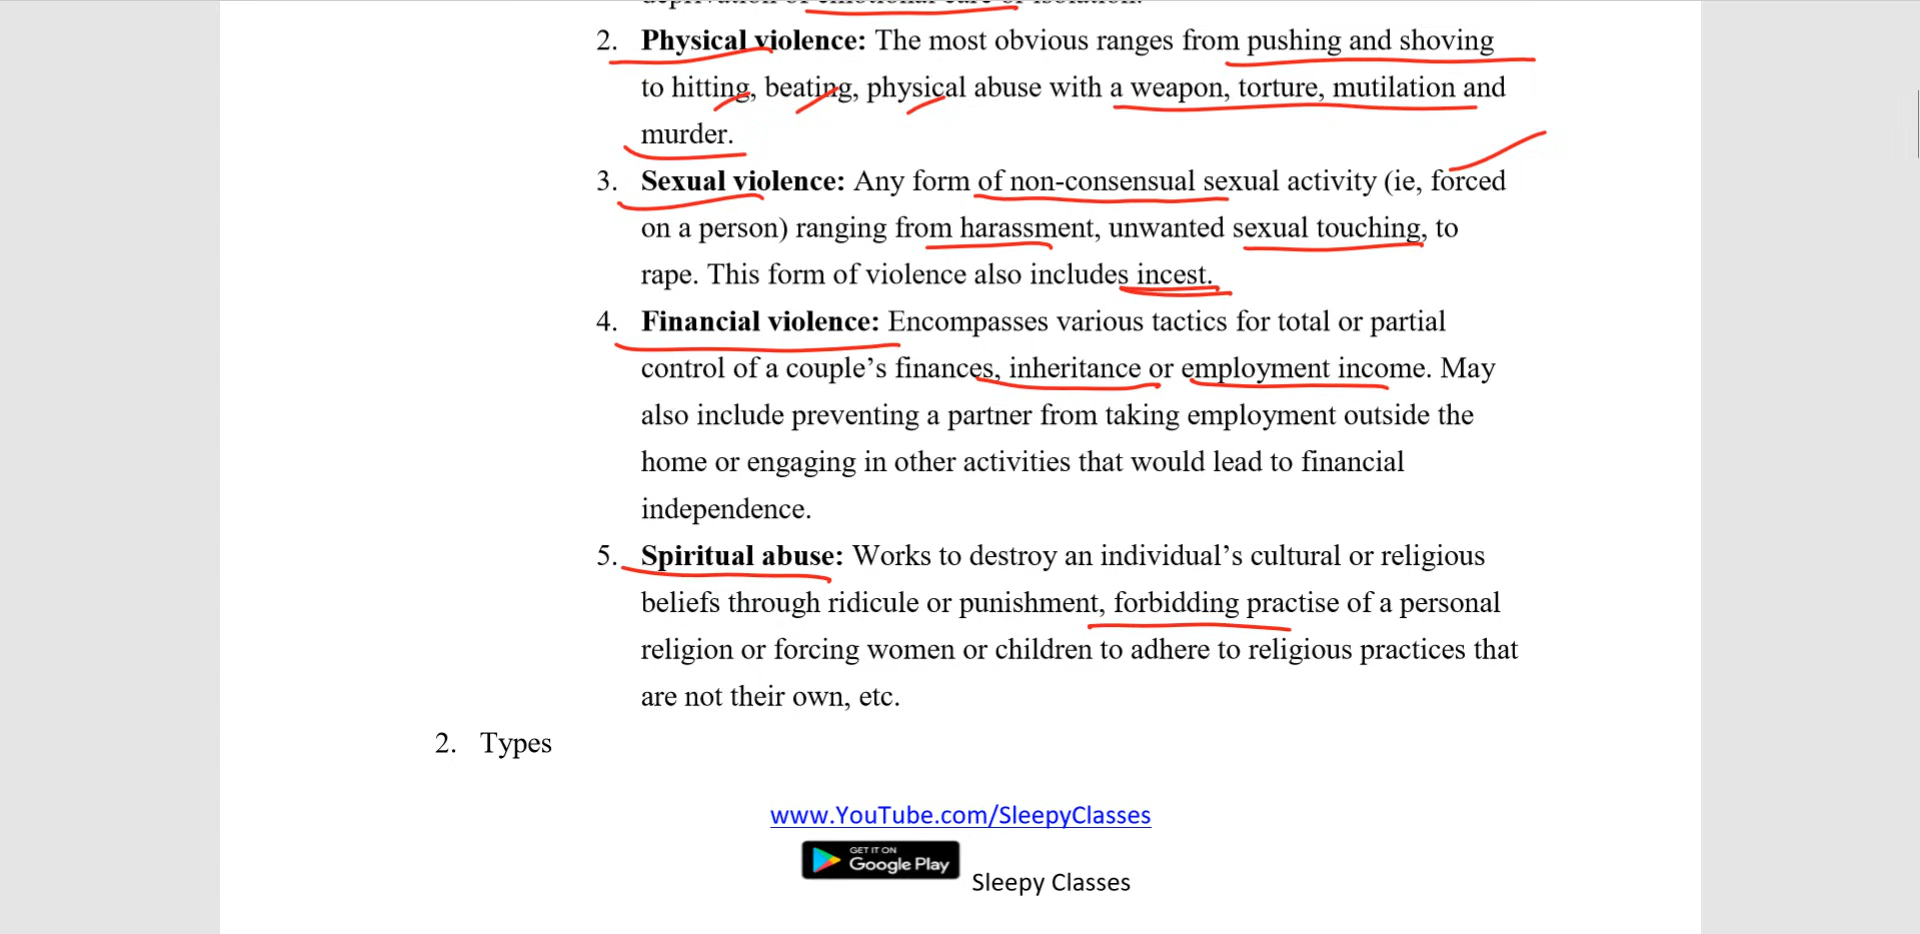 2. Physical violence: The most obvious ranges from pushing and shoving
to hitting, beating, physical abuse with a weapon, torture, mutilation and
murder.
3. Sexual violence: Any form of non-consensual sexual activity (ie, forced
on a person) ranging from harassment, unwanted sexual touching, to
rape. This form of violence also includes incest.
4. Financial violence: Encompasses various tactics for total or partial
control of a couple’s finances, inheritance or employment income. May
also include preventing a partner from taking employment outside the
home or engaging in other activities that would lead to financial
independence.
5. Spiritual abuse: Works to destroy an individual’s cultural or religious
beliefs through ridicule or punishment, forbidding practise of a personal
religion or forcing women or children to adhere to religious practices that
are not their own, etc.
2. Types
www.YouTube.com/SleepyClasses
GET IT ON
Google Play
Sleepy Classes